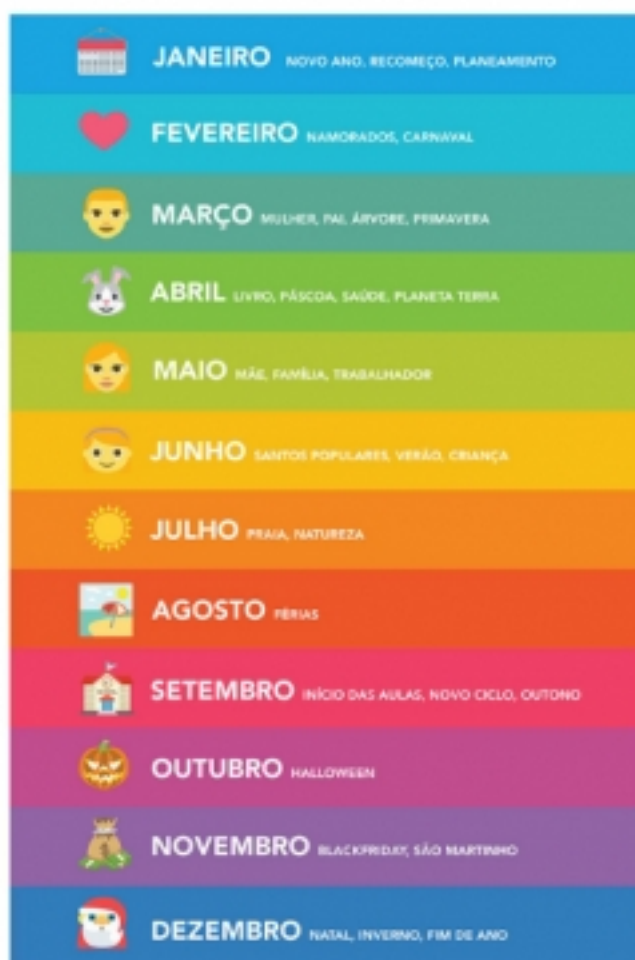 JANEIRO NOVO ANO, RECOMEÇO, PLANEAMENTO
FEVEREIRO NAMORADOS, CARNAVAL
MARÇO MULHER, PAI, ÁRVORE, PRIMAVERA
ABRIL LIVRO, PÁSCOA, SAÚDE, PLANETA TERRA
MAIO MÃE, FAMÍLIA, TRABALHADOR
JUNHO SANTOS POPULARES, VERÃO, CRIANÇA
JULHO PRAIA, NATUREZA
AGOSTO FÉRIAS
SETEMBRO INÍCIO DAS AULAS, NOVO CICLO, OUTONO
OUTUBRO HALLOWEEN
NOVEMBRO BLACKFRIDAY, SÃO MARTINHO
DEZEMBRO NATAL, INVERNO, FIM DE ANO